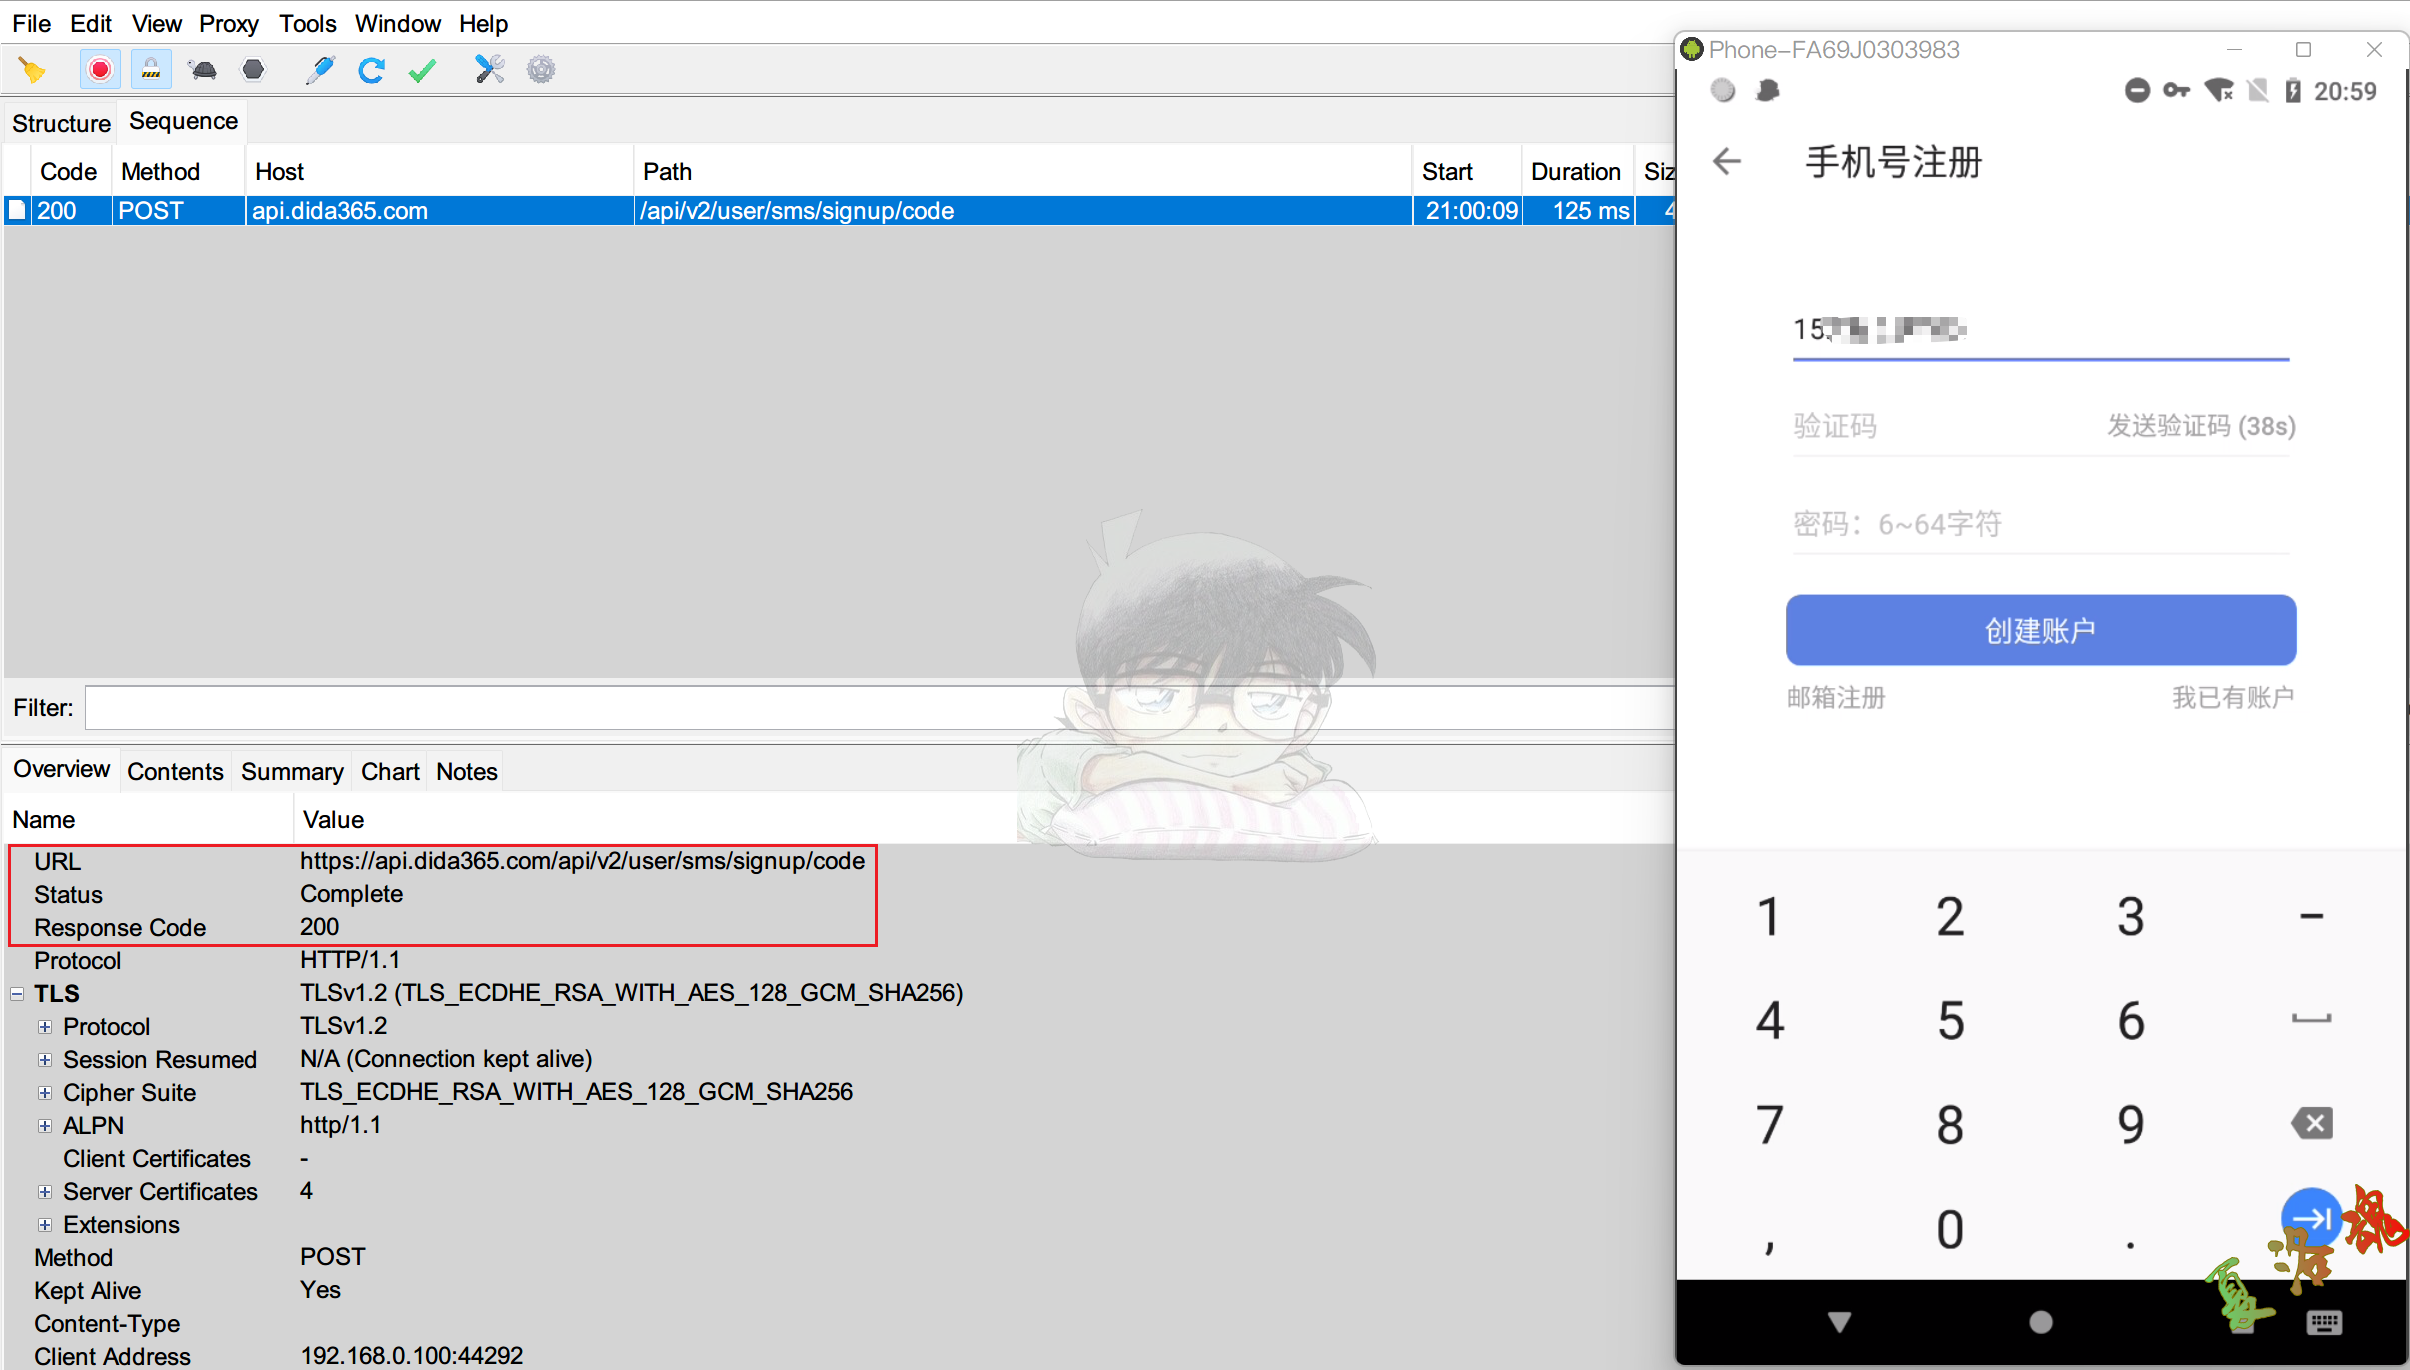 File Edit View Proxy Tools Window Help
Structure Sequence
Code Method Host Path Start Duration Siz
200 POST api.dida365.com /api/v2/user/sms/signup/code 21:00:09 125 ms 4
Filter:
Overview Contents Summary Chart Notes
Name Value
URL https://api.dida365.com/api/v2/user/sms/signup/code
Status Complete
Response Code 200
Protocol HTTP/1.1
TLS TLSv1.2 (TLS_ECDHE_RSA_WITH_AES_128_GCM_SHA256)
Protocol TLSv1.2
Session Resumed N/A (Connection kept alive)
Cipher Suite TLS_ECDHE_RSA_WITH_AES_128_GCM_SHA256
ALPN http/1.1
Client Certificates -
Server Certificates 4
Extensions
Method POST
Kept Alive Yes
Content-Type
Client Address 192.168.0.100:44292
Phone-FA69J0303983
20:59
手机号注册
15
验证码 发送验证码 (38s)
密码：6~64字符
创建账户
邮箱注册 我已有账户
1 2 3 -
4 5 6
7 8 9
, 0 .